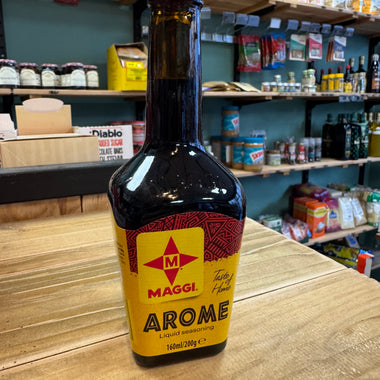 Diablo
M
MAGGI
Taste of
Home
AROME
Liquid seasoning
160ml/200g ℮